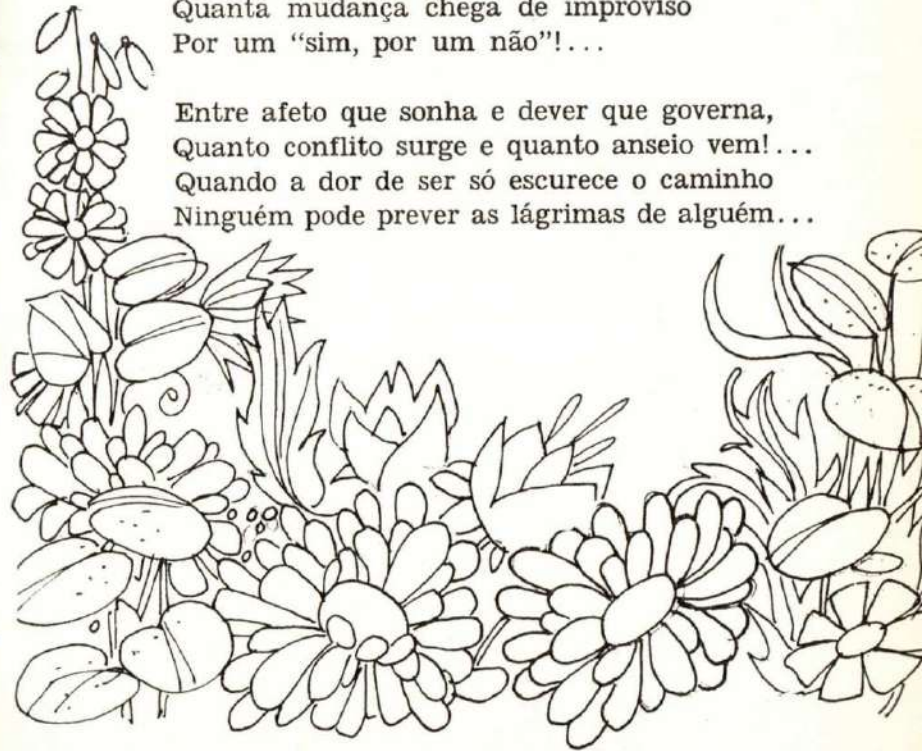 Quanta mudança chega de improviso
Por um “sim, por um não”!...
Entre afeto que sonha e dever que governa,
Quanto conflito surge e quanto anseio vem!...
Quando a dor de ser só escurece o caminho
Ninguém pode prever as lágrimas de alguém...